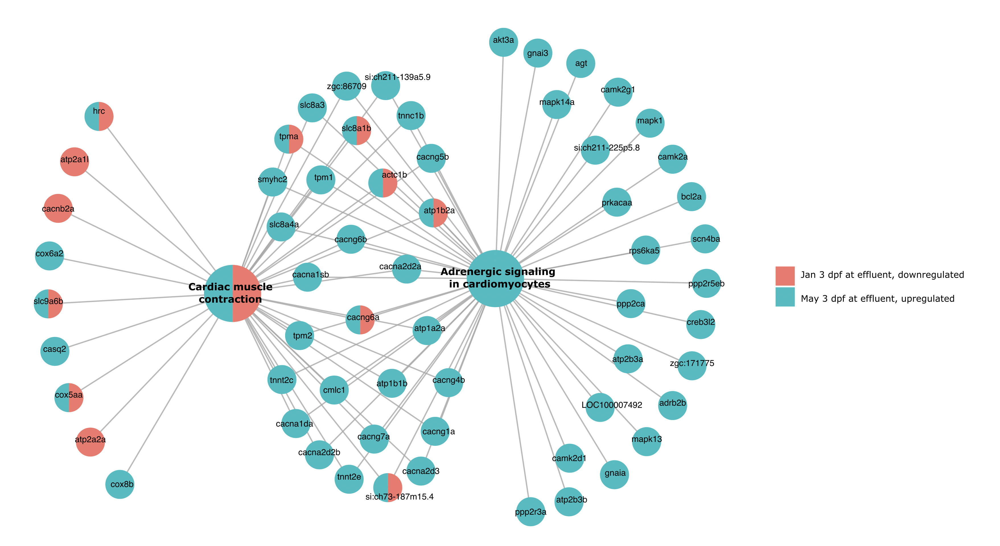 akt3a
gnai3
agt
si:ch211-139a5.9
zgc:86709
camk2g1
mapk14a
slc8a3
hrc
tnnc1b
mapk1
slc8a1b
tpma
si:ch211-225p5.8
camk2a
cacng5b
atp2a1l
actc1b
tpm1
smyhc2
bcl2a
prkacaa
cacnb2a
atp1b2a
slc8a4a
cacng6b
scn4ba
rps6ka5
cox6a2
cacna2d2a
cacna1sb
Adrenergic signaling
in cardiomyocytes
Jan 3 dpf at effluent, downregulated
ppp2r5eb
Cardiac muscle
contraction
May 3 dpf at effluent, upregulated
slc9a6b
ppp2ca
cacng6a
creb3l2
atp1a2a
tpm2
casq2
atp2b3a
zgc:171775
tnnt2c
cacng4b
atp1b1b
cmlc1
cox5aa
LOC100007492
adrb2b
cacna1da
cacng1a
cacng7a
mapk13
atp2a2a
cacna2d2b
camk2d1
cacna2d3
gnaia
tnnt2e
cox8b
si:ch73-187m15.4
atp2b3b
ppp2r3a